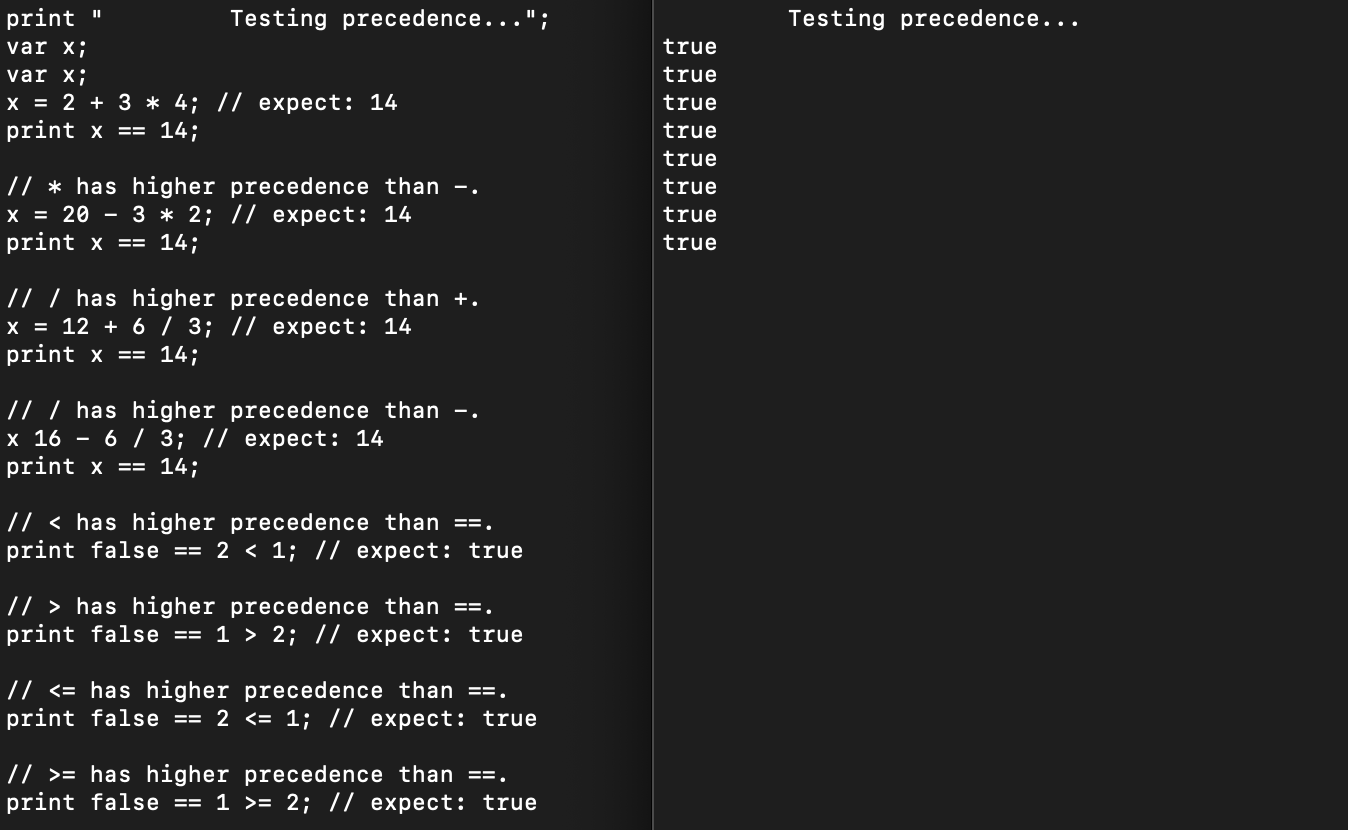 print "         Testing precedence...";
var x;
var x;
x = 2 + 3 * 4; // expect: 14
print x == 14;

// * has higher precedence than -.
x = 20 - 3 * 2; // expect: 14
print x == 14;

// / has higher precedence than +.
x = 12 + 6 / 3; // expect: 14
print x == 14;

// / has higher precedence than -.
x 16 - 6 / 3; // expect: 14
print x == 14;

// < has higher precedence than ==.
print false == 2 < 1; // expect: true

// > has higher precedence than ==.
print false == 1 > 2; // expect: true

// <= has higher precedence than ==.
print false == 2 <= 1; // expect: true

// >= has higher precedence than ==.
print false == 1 >= 2; // expect: true

         Testing precedence...
true
true
true
true
true
true
true
true